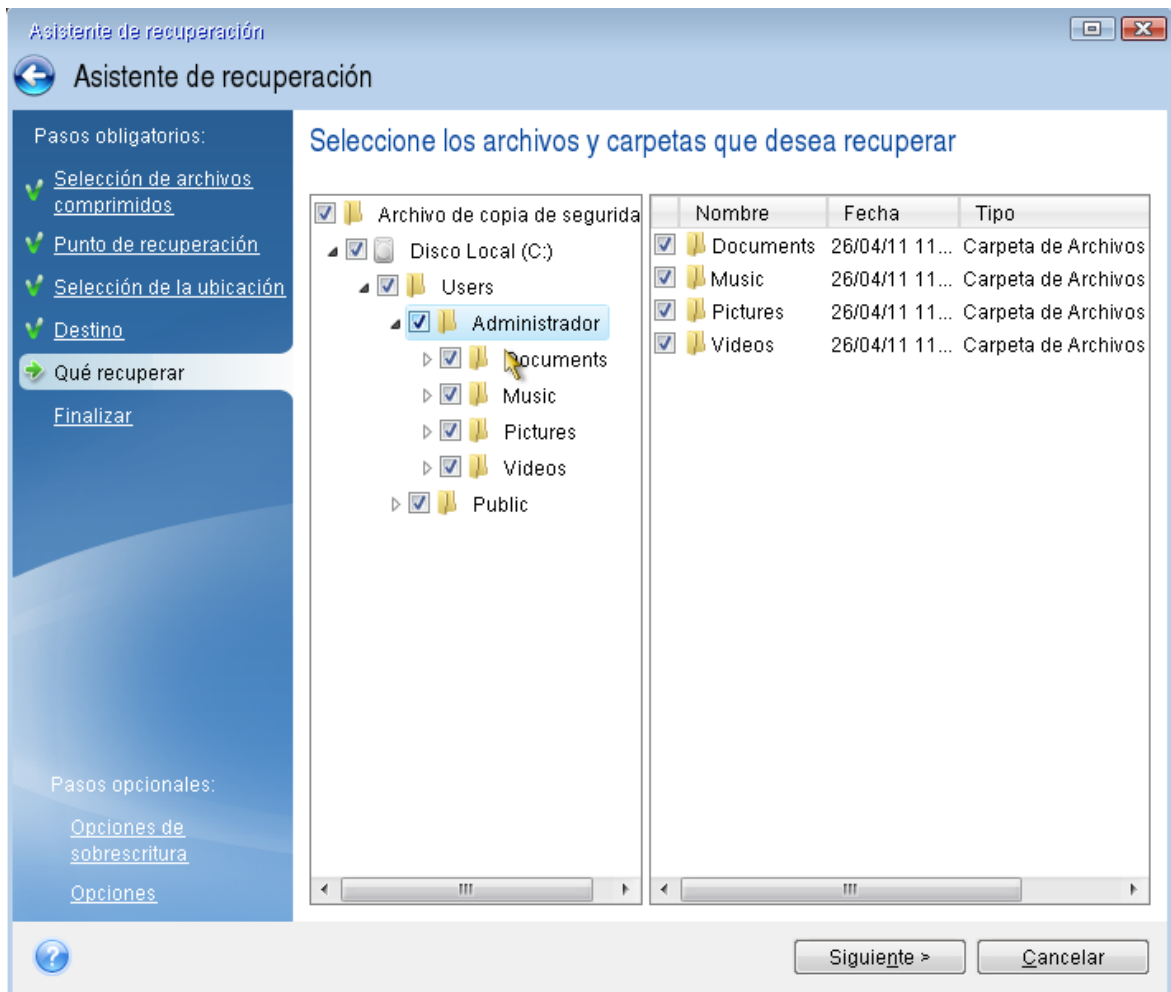 Asistente de recuperación
Asistente de recuperación
Pasos obligatorios:
Selección de archivos
comprimidos
Punto de recuperación
Selección de la ubicación
Destino
Qué recuperar
Finalizar
Pasos opcionales:
Opciones de
sobrescritura
Opciones
Seleccione los archivos y carpetas que desea recuperar
Archivo de copia de segurida
Disco Local (C:)
Users
Administrador
Documents
Music
Pictures
Videos
Public
Nombre Fecha Tipo
Documents 26/04/11 11... Carpeta de Archivos
Music 26/04/11 11... Carpeta de Archivos
Pictures 26/04/11 11... Carpeta de Archivos
Videos 26/04/11 11... Carpeta de Archivos
Siguiente >
Cancelar